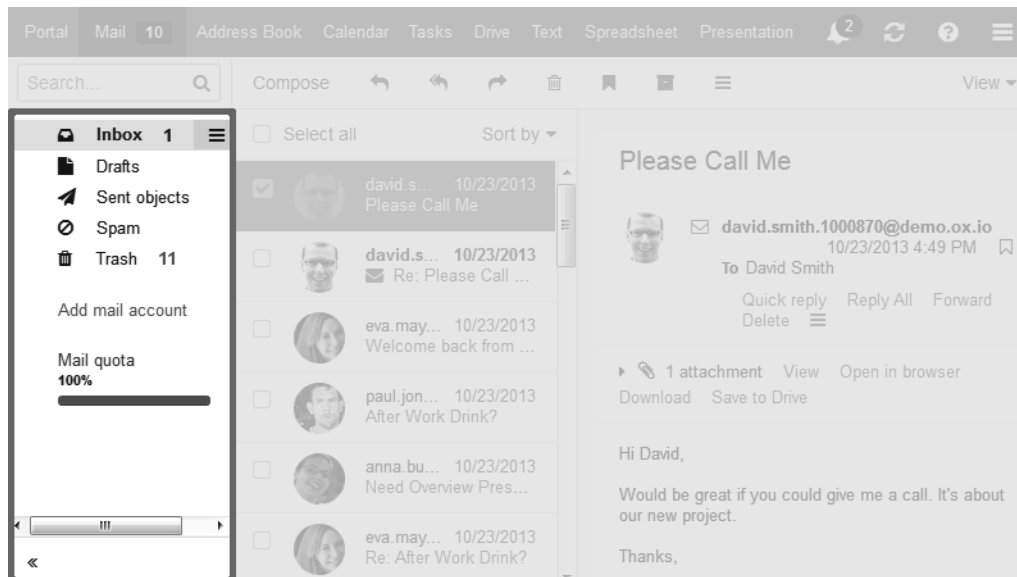 Portal Mail 10 Address Book Calendar Tasks Drive Text Spreadsheet Presentation 2
Search...
Compose
View
Inbox 1
Drafts
Sent objects
Spam
Trash 11
Add mail account
Mail quota
100%
Select all Sort by
david.s... 10/23/2013
Please Call Me
david.s... 10/23/2013
Re: Please Call ...
eva.may... 10/23/2013
Welcome back from ...
paul.jon... 10/23/2013
After Work Drink?
anna.bu... 10/23/2013
Need Overview Pres...
eva.may... 10/23/2013
Re: After Work Drink?
Please Call Me
david.smith.1000870@demo.ox.io
10/23/2013 4:49 PM
To David Smith
Quick reply Reply All Forward
Delete
1 attachment View Open in browser
Download Save to Drive
Hi David,
Would be great if you could give me a call. It's about
our new project.
Thanks,